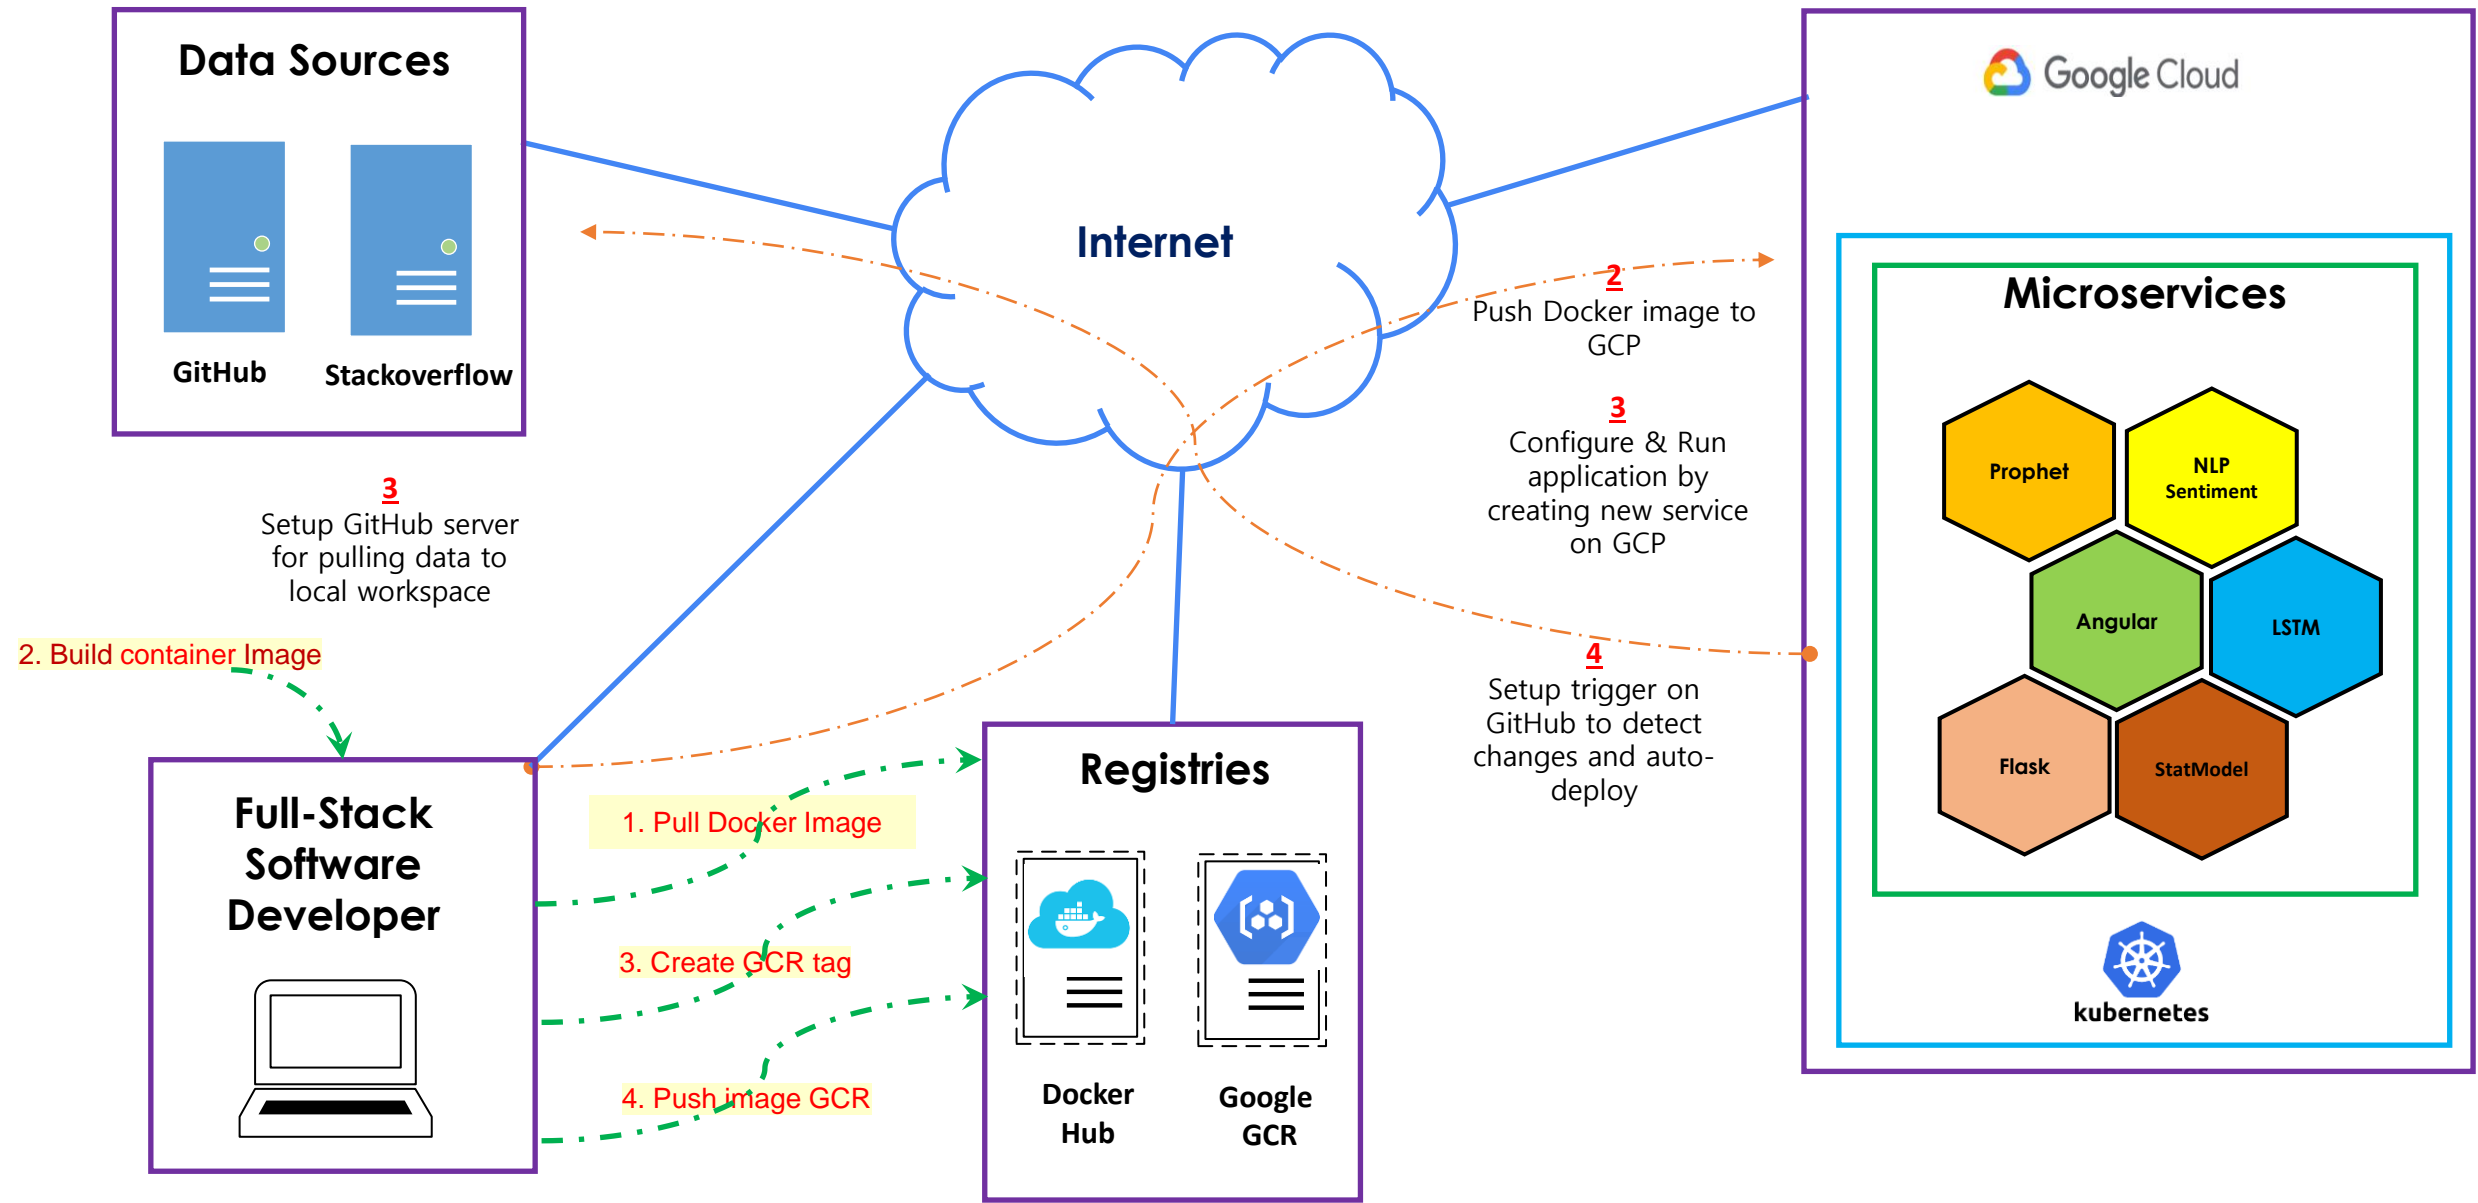 Data Sources
GitHub
Stackoverflow
3
Setup GitHub server
for pulling data to
local workspace
2. Build container Image
Full-Stack
Software
Developer
Internet
1. Pull Docker Image
3. Create GCR tag
4. Push image GCR
Registries
Docker
Hub
Google
GCR
2
Push Docker image to
GCP
3
Configure & Run
application by
creating new service
on GCP
4
Setup trigger on
GitHub to detect
changes and auto-
deploy
Google Cloud
Microservices
Prophet
NLP
Sentiment
Angular
LSTM
Flask
StatModel
kubernetes